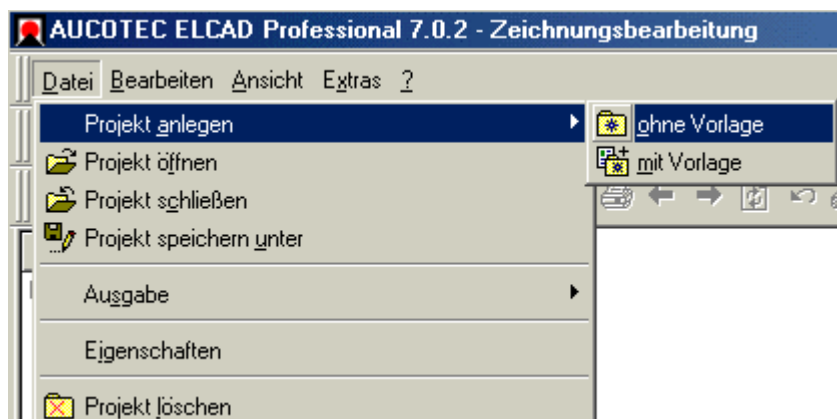 AUCOTEC ELCAD Professional 7.0.2 - Zeichnungsbearbeitung
Datei Bearbeiten Ansicht Extras ?
Projekt anlegen
ohne Vorlage
Projekt öffnen
mit Vorlage
Projekt schließen
Projekt speichern unter
Ausgabe
Eigenschaften
Projekt löschen